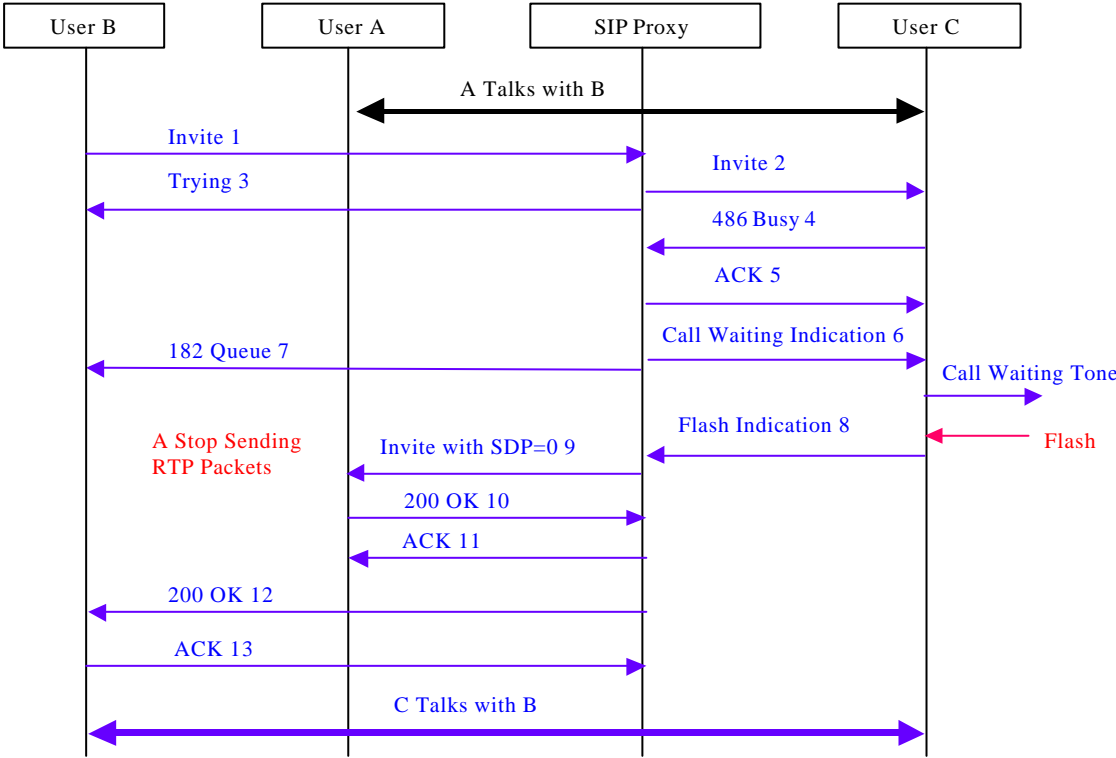 User B
User A
SIP Proxy
User C
A Talks with B
Invite 1
Invite 2
Trying 3
486 Busy 4
ACK 5
Call Waiting Indication 6
182 Queue 7
Call Waiting Tone
Flash Indication 8
Flash
A Stop Sending
RTP Packets
Invite with SDP=0 9
200 OK 10
ACK 11
200 OK 12
ACK 13
C Talks with B